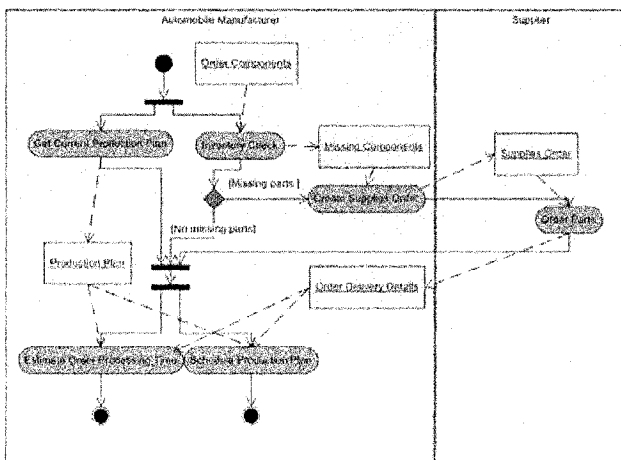 Automobile Manufacturer
Supplier
Order Components
Get Current Production Plan
Inventory Check
Missing Components
Supplies Order
[Missing parts ]
Create Supplies Order
Order Parts
[No missing parts]
Production Plan
Order Delivery Details
Estimate Order Processing Time
Schedule Production Plan